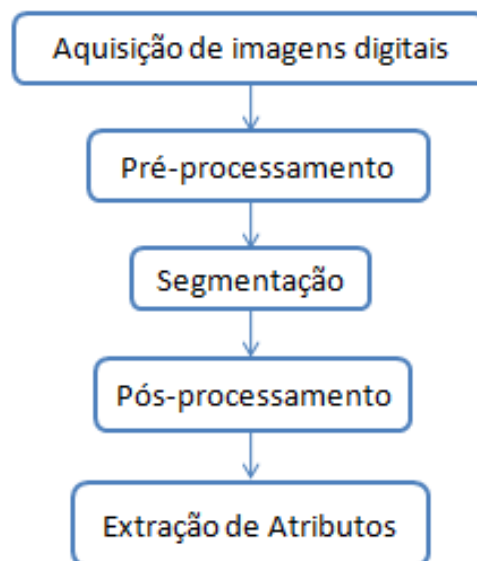 Aquisição de imagens digitais
Pré-processamento
Segmentação
Pós-processamento
Extração de Atributos